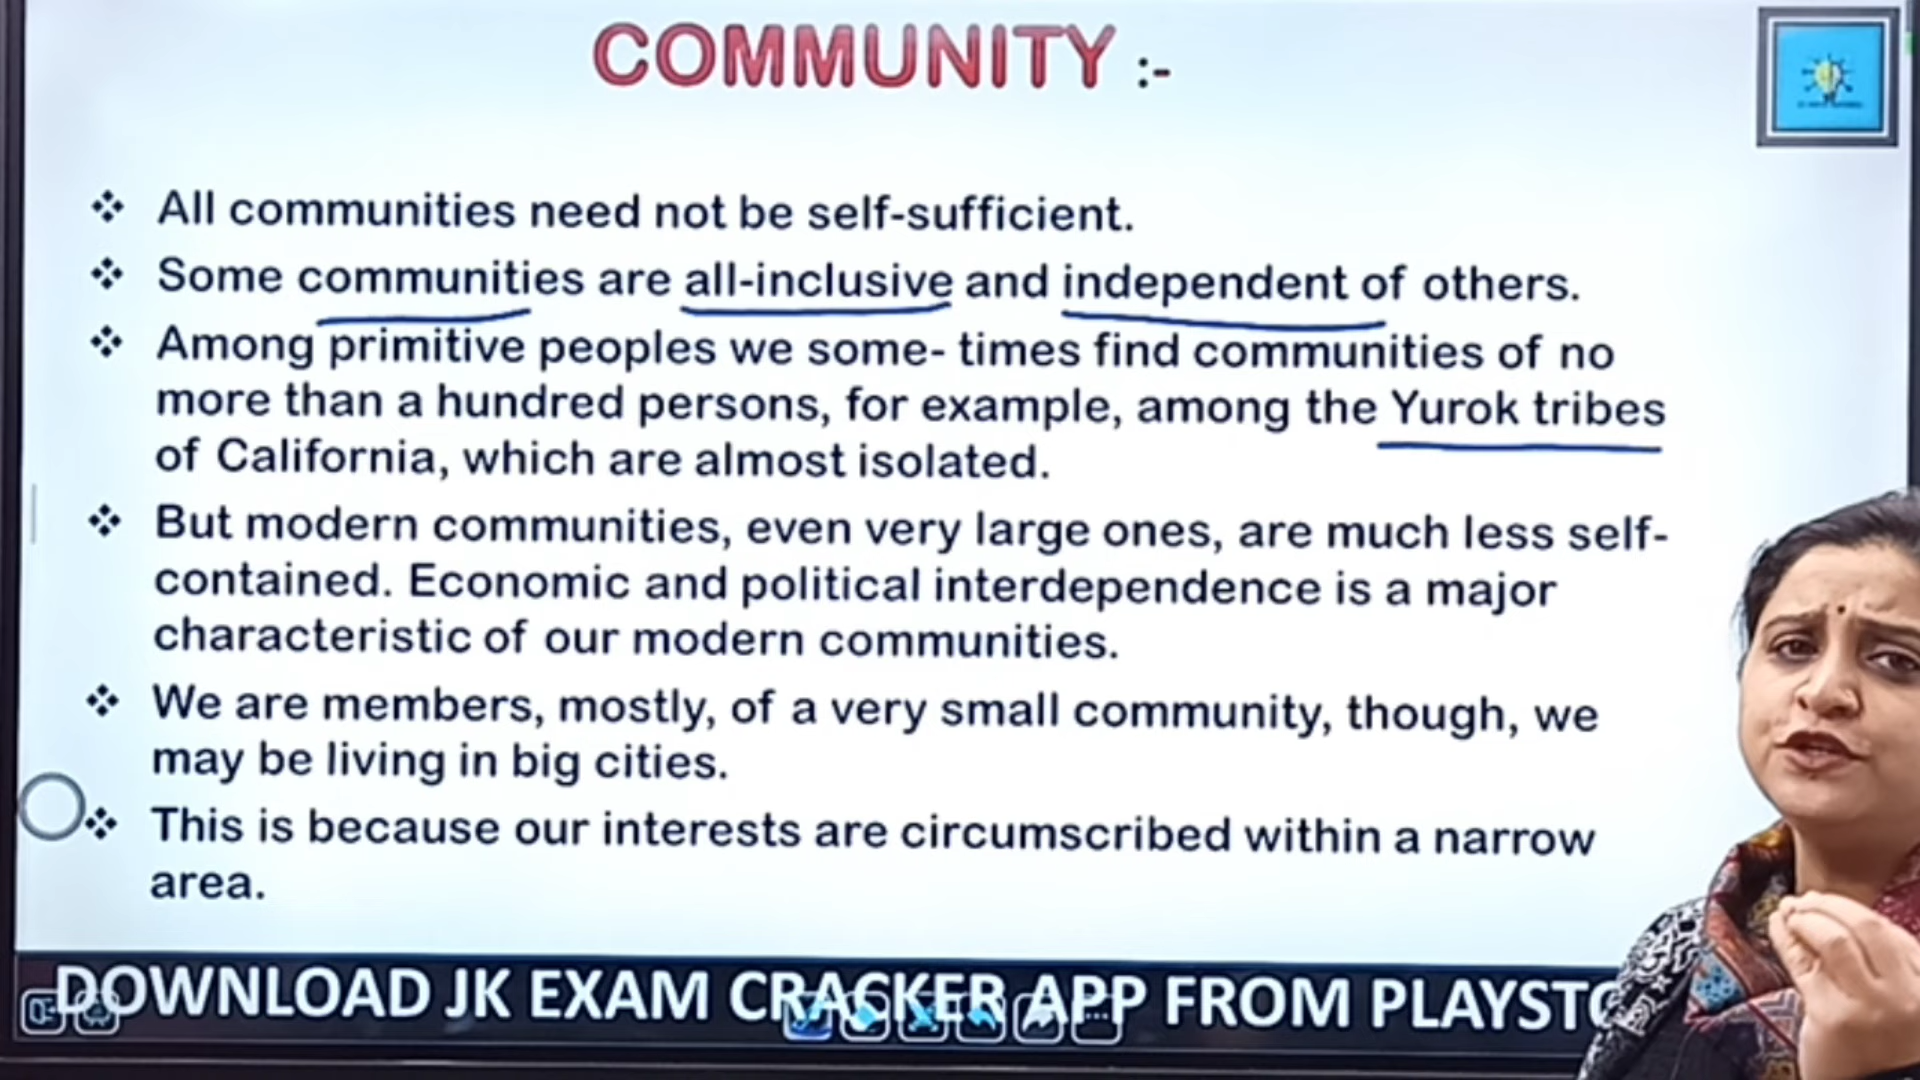 COMMUNITY :-
❖ All communities need not be self-sufficient.
❖ Some communities are all-inclusive and independent of others.
❖ Among primitive peoples we some- times find communities of no
more than a hundred persons, for example, among the Yurok tribes
of California, which are almost isolated.
❖ But modern communities, even very large ones, are much less self-
contained. Economic and political interdependence is a major
characteristic of our modern communities.
❖ We are members, mostly, of a very small community, though, we
may be living in big cities.
❖ This is because our interests are circumscribed within a narrow
area.
DOWNLOAD JK EXAM CRACKER APP FROM PLAYSTO